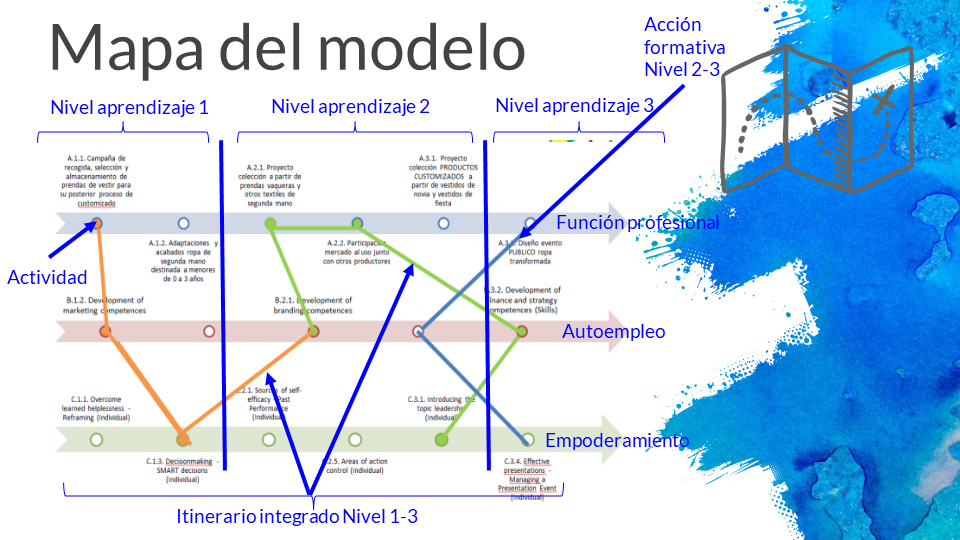 Mapa del modelo
Acción
formativa
Nivel 2-3
Nivel aprendizaje 1
Nivel aprendizaje 2
Nivel aprendizaje 3
A.1.1. Campaña de
recogida, selección y
almacenamiento de
prendas de vestir para
su posterior proceso de
customizado
A.2.1. Proyecto
colección a partir de
prendas vaqueras y
otros textiles de
segunda mano
A.3.1. Proyecto
colección PRODUCTOS
CUSTOMIZADOS a
partir de vestidos de
novia y vestidos de
fiesta
Función profesional
A.1.2. Adaptaciones y
acabados ropa de
segunda mano
destinada a menores
de 0 a 3 años
A.2.2. Participación
mercado al uso junto
con otros productores
Diseño evento
PUBLICO ropa
transformada
Actividad
B.1.2. Development of
marketing competences
B.2.1. Development of
branding competences
B.3.2. Development of
finance and strategy
competences (Skills)
Autoempleo
C.1.1. Overcome
learned helplessness -
Reframing (Individual)
C.2.1. Sources of self-
efficacy - Past
Performance
(Individual)
C.3.1. Introducing the
topic leadership
(Individual)
Empoderamiento
C.1.3. Decisionmaking -
SMART decisions
(Individual)
C.2.5. Areas of action
control (Individual)
C.3.4. Effective
presentations -
Managing a
Presentation Event
(Individual)
Itinerario integrado Nivel 1-3